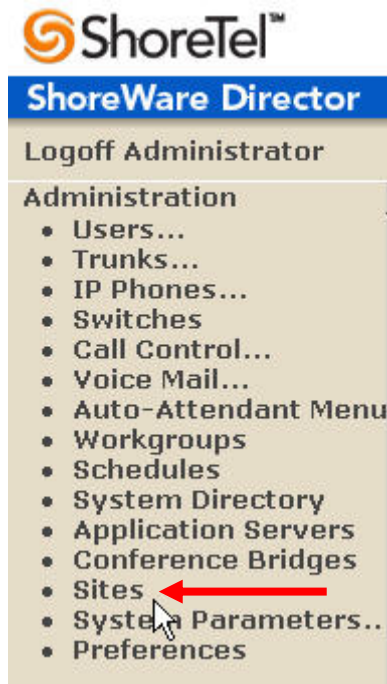 ShoreTel™
ShoreWare Director
Logoff Administrator
Administration
• Users...
• Trunks...
• IP Phones...
• Switches
• Call Control...
• Voice Mail...
• Auto-Attendant Menu
• Workgroups
• Schedules
• System Directory
• Application Servers
• Conference Bridges
• Sites
• System Parameters..
• Preferences